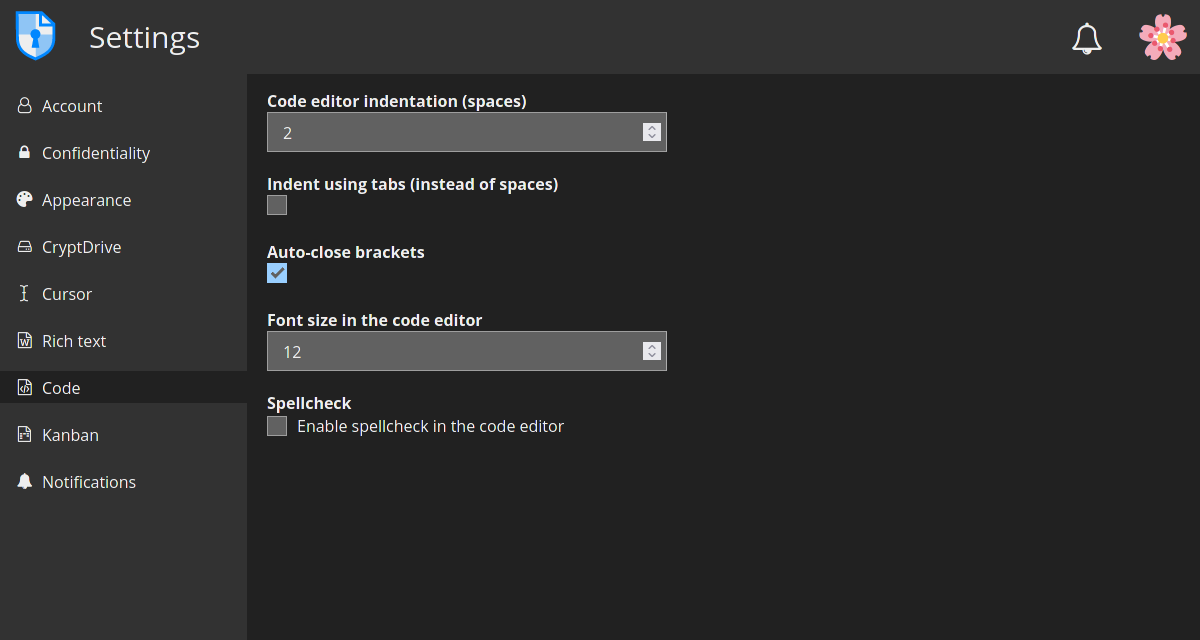 Settings
Account
Confidentiality
Appearance
CryptDrive
Cursor
Rich text
Code
Kanban
Notifications
Code editor indentation (spaces)
2
Indent using tabs (instead of spaces)
Auto-close brackets
Font size in the code editor
12
Spellcheck
Enable spellcheck in the code editor